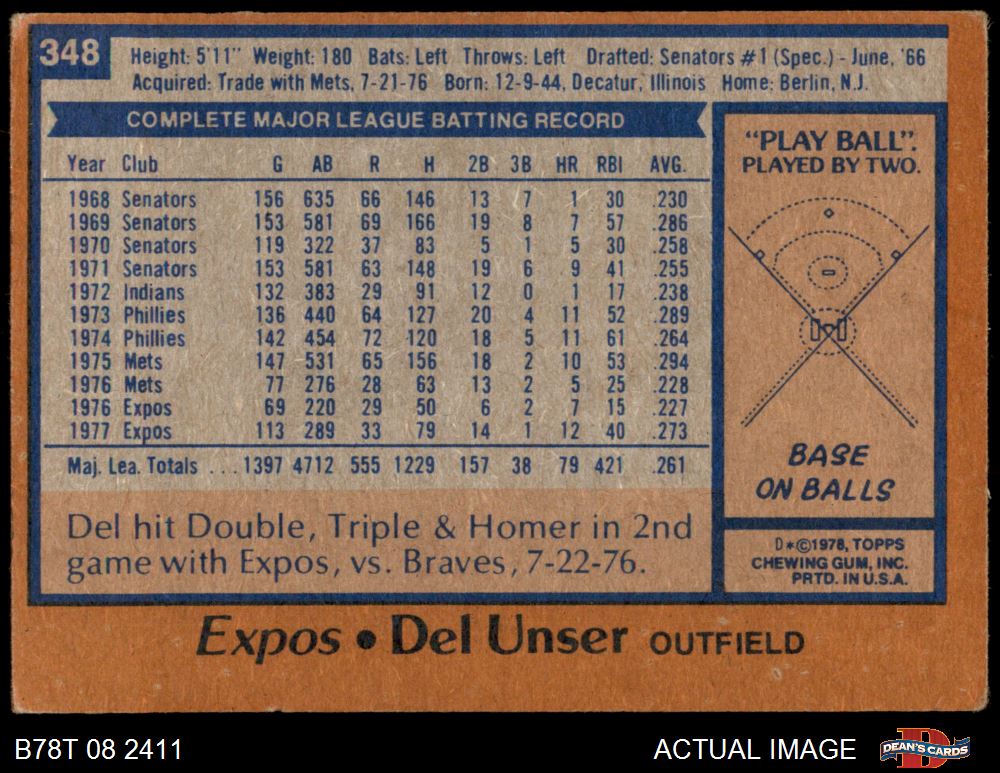 348
Height: 5'11" Weight: 180 Bats: Left Throws: Left Drafted: Senators #1 (Spec.) - June, '66
Acquired: Trade with Mets, 7-21-76 Born: 12-9-44, Decatur, Illinois Home: Berlin, N.J.
COMPLETE MAJOR LEAGUE BATTING RECORD
Year Club G AB R H 2B 3B HR RBI AVG.
1968 Senators 156 635 66 146 13 7 1 30 .230
1969 Senators 153 581 69 166 19 8 7 57 .286
1970 Senators 119 322 37 83 5 1 5 30 .258
1971 Senators 153 581 63 148 19 6 9 41 .255
1972 Indians 132 383 29 91 12 0 1 17 .238
1973 Phillies 136 440 64 127 20 4 11 52 .289
1974 Phillies 142 454 72 120 18 5 11 61 .264
1975 Mets 147 531 65 156 18 2 10 53 .294
1976 Mets 77 276 28 63 13 2 5 25 .228
1976 Expos 69 220 29 50 6 2 7 15 .227
1977 Expos 113 289 33 79 14 1 12 40 .273
Maj. Lea. Totals ... 1397 4712 555 1229 157 38 79 421 .261
Del hit Double, Triple & Homer in 2nd
game with Expos, vs. Braves, 7-22-76.
"PLAY BALL".
PLAYED BY TWO.
BASE
ON BALLS
D*©1978, TOPPS
CHEWING GUM, INC.
PRTD. IN U.S.A.
Expos • Del Unser OUTFIELD
B78T 08 2411
ACTUAL IMAGE
DEAN'S CARDS